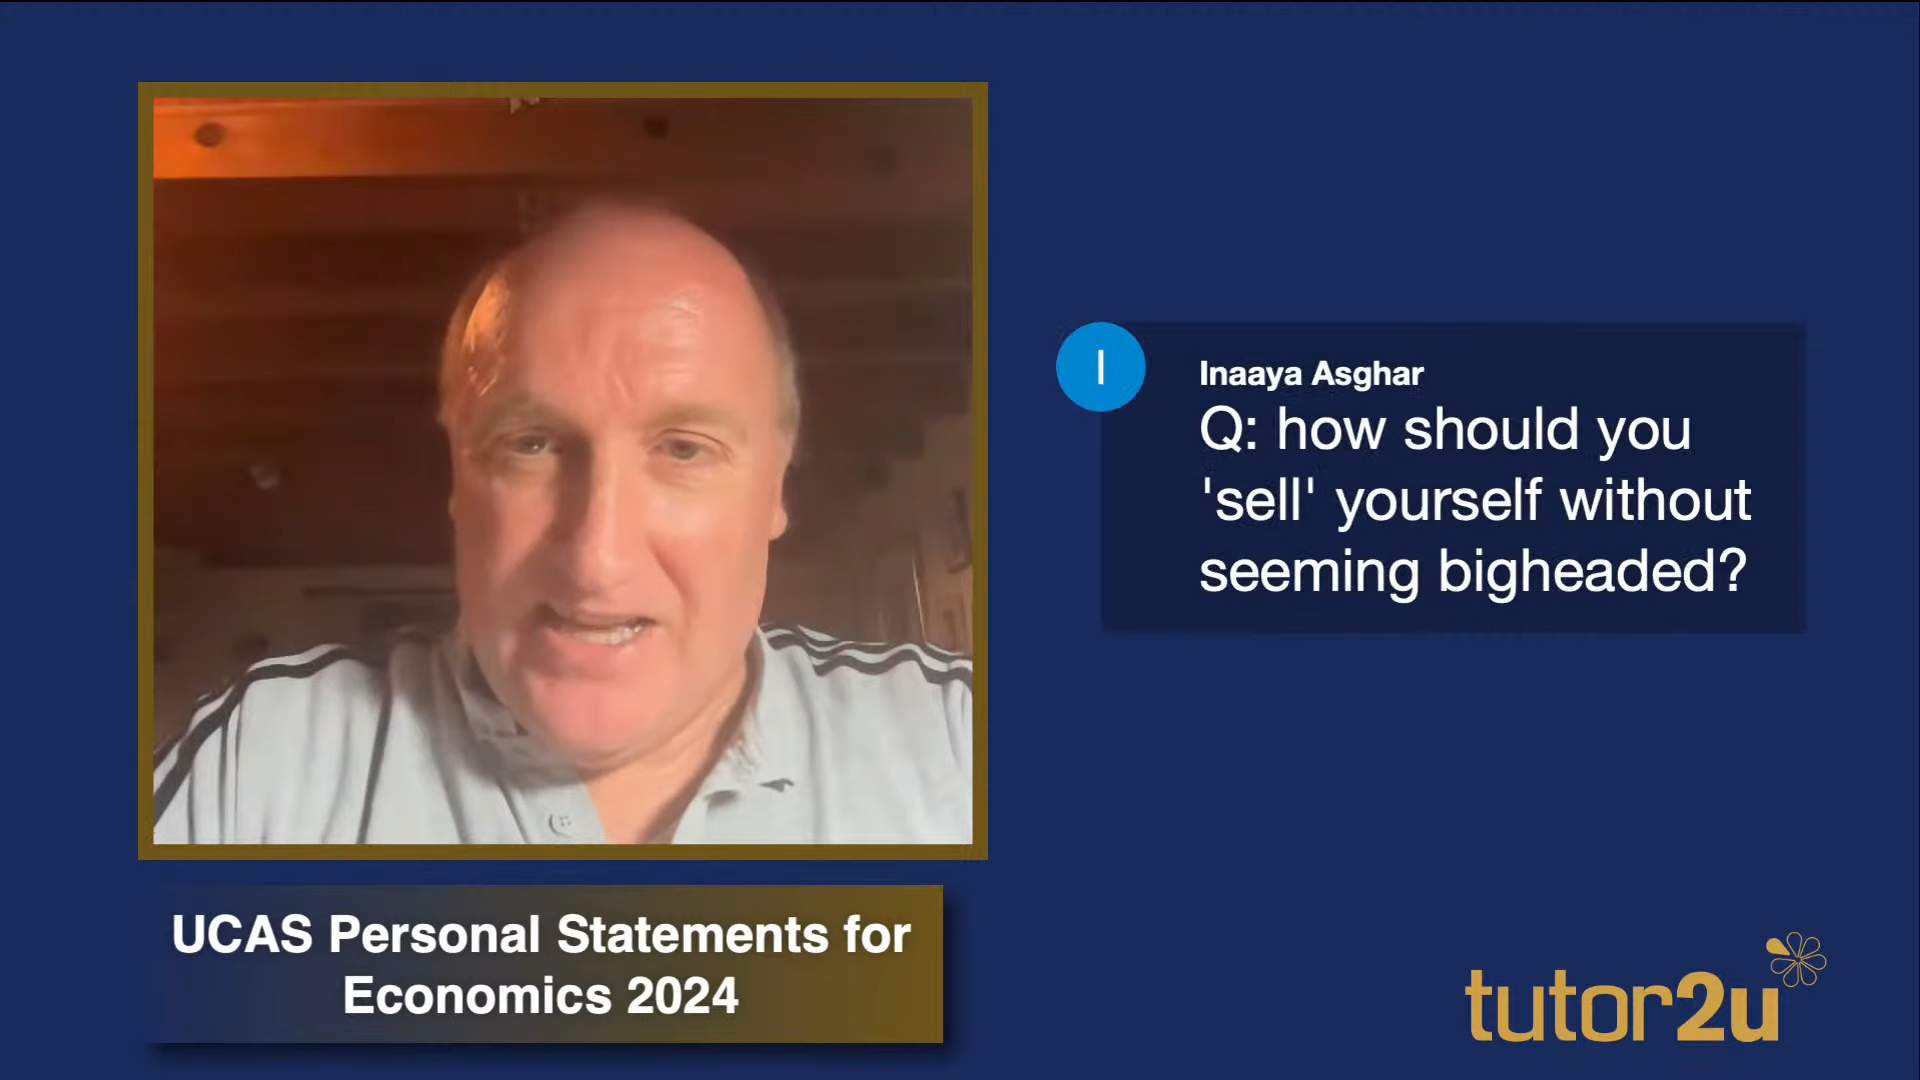 I
Inaaya Asghar
Q: how should you
'sell' yourself without
seeming bigheaded?
UCAS Personal Statements for
Economics 2024
tutor2u